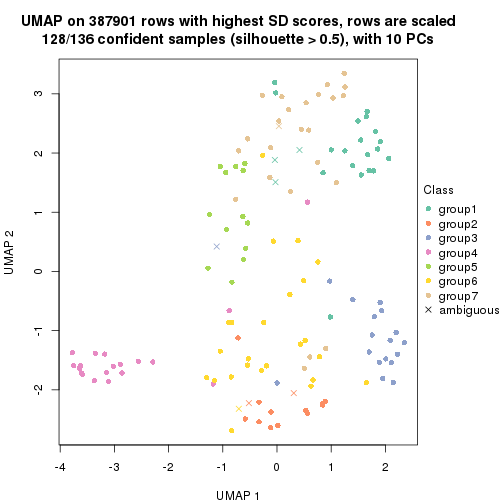 UMAP on 387901 rows with highest SD scores, rows are scaled
128/136 confident samples (silhouette > 0.5), with 10 PCs
3
2
1
0
-1
-2
UMAP 2
-4 -3 -2 -1 0 1 2
UMAP 1
Class
group1
group2
group3
group4
group5
group6
group7
ambiguous